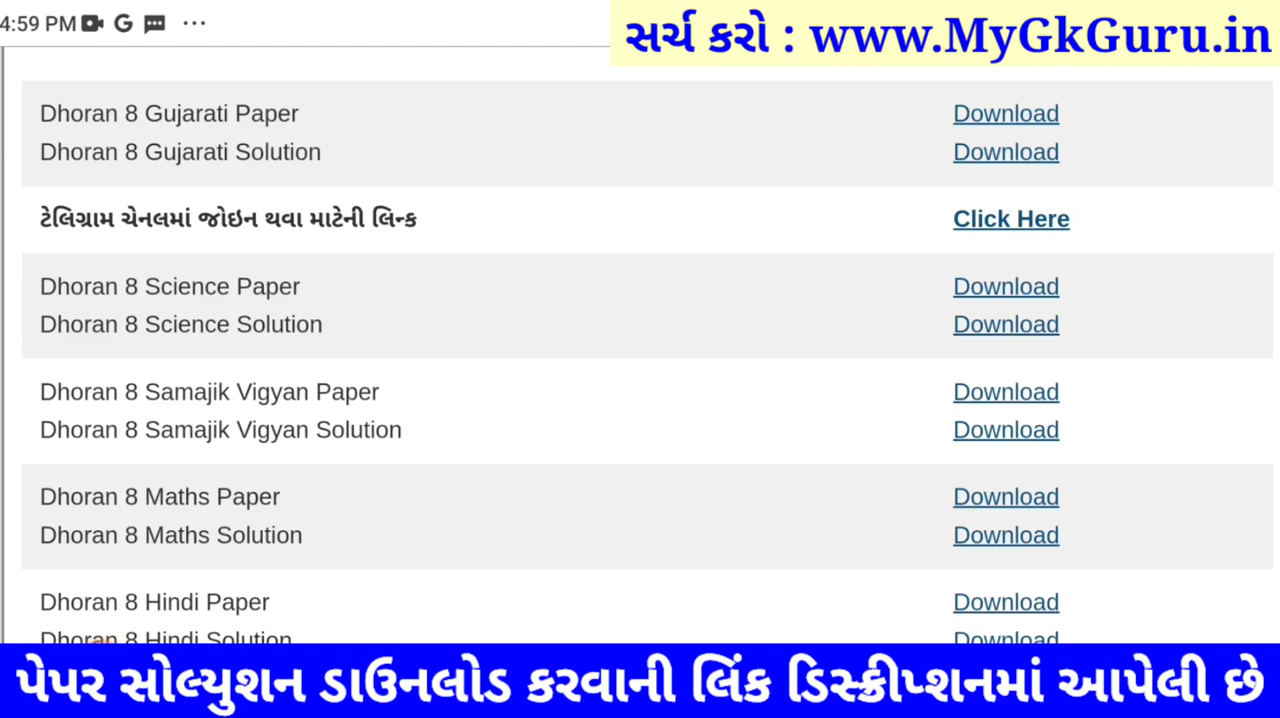 4:59 PM G ···
સર્ચ કરો : www.MyGkGuru.in
Dhoran 8 Gujarati Paper Download
Dhoran 8 Gujarati Solution Download
ટેલિગ્રામ ચેનલમાં જોઇન થવા માટેની લિન્ક Click Here
Dhoran 8 Science Paper Download
Dhoran 8 Science Solution Download
Dhoran 8 Samajik Vigyan Paper Download
Dhoran 8 Samajik Vigyan Solution Download
Dhoran 8 Maths Paper Download
Dhoran 8 Maths Solution Download
Dhoran 8 Hindi Paper Download
Dhoran 8 Hindi Solution Download
પેપર સોલ્યુશન ડાઉનલોડ કરવાની લિંક ડિસ્ક્રીપ્શનમાં આપેલી છે